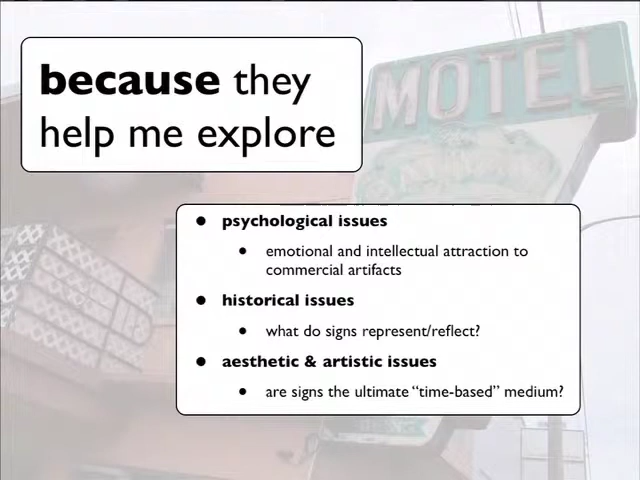 because they
help me explore
MOTEL
• psychological issues
• emotional and intellectual attraction to
commercial artifacts
• historical issues
• what do signs represent/reflect?
• aesthetic & artistic issues
• are signs the ultimate “time-based” medium?